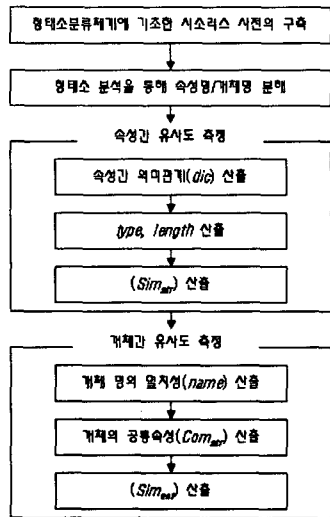 형태소분류체계에 기초한 시소러스 사전의 구축
형태소 분석을 통해 속성명/개체명 분해
속성간 유사도 측정
속성간 의미관계(dic) 산출
type, length 산출
(Sim_atr) 산출
개체간 유사도 측정
개체 명의 일치성(name) 산출
개체의 공통속성(Com_atr) 산출
(Sim_ent) 산출